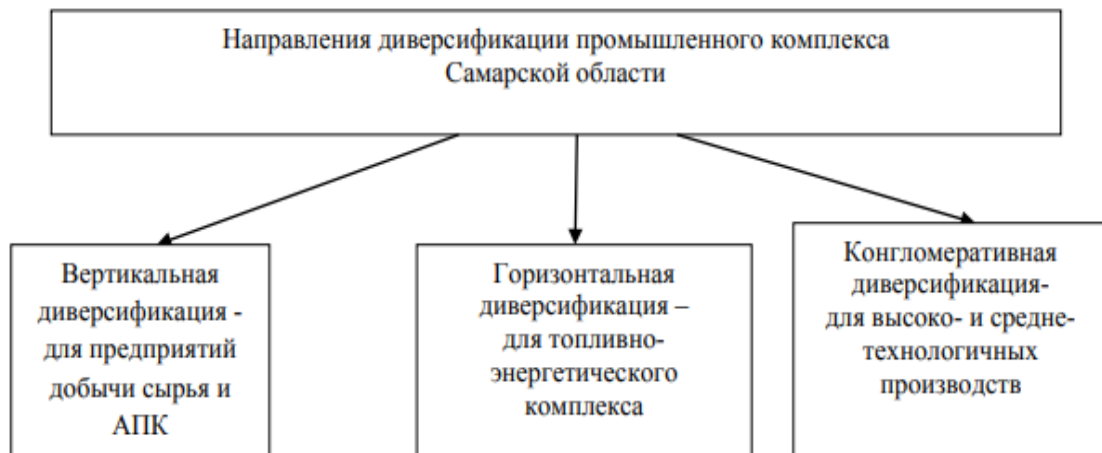 Направления диверсификации промышленного комплекса
Самарской области
Вертикальная
диверсификация -
для предприятий
добычи сырья и
АПК
Горизонтальная
диверсификация –
для топливно-
энергетического
комплекса
Конгломеративная
диверсификация-
для высоко- и средне-
технологичных
производств